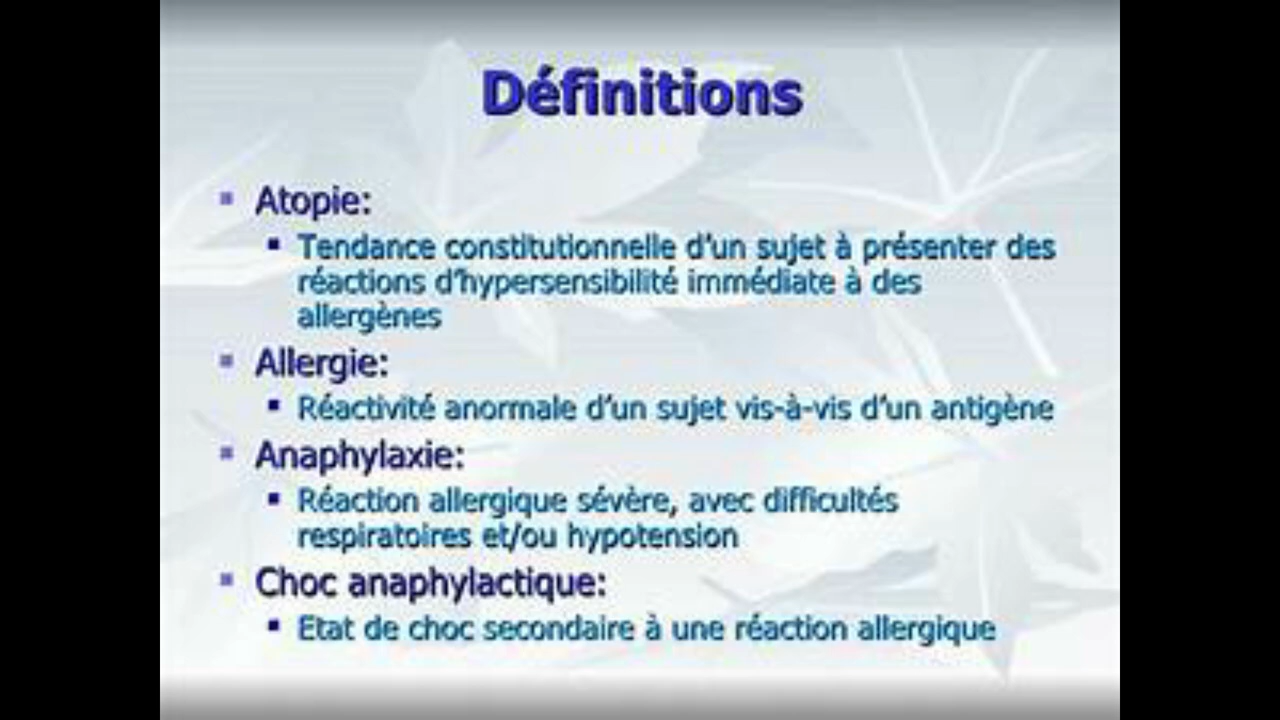 Définitions
Atopie:
Tendance constitutionnelle d'un sujet à présenter des
réactions d'hypersensibilité immédiate à des
allergènes
Allergie:
Réactivité anormale d'un sujet vis-à-vis d'un antigène
Anaphylaxie:
Réaction allergique sévère, avec difficultés
respiratoires et/ou hypotension
Choc anaphylactique:
Etat de choc secondaire à une réaction allergique